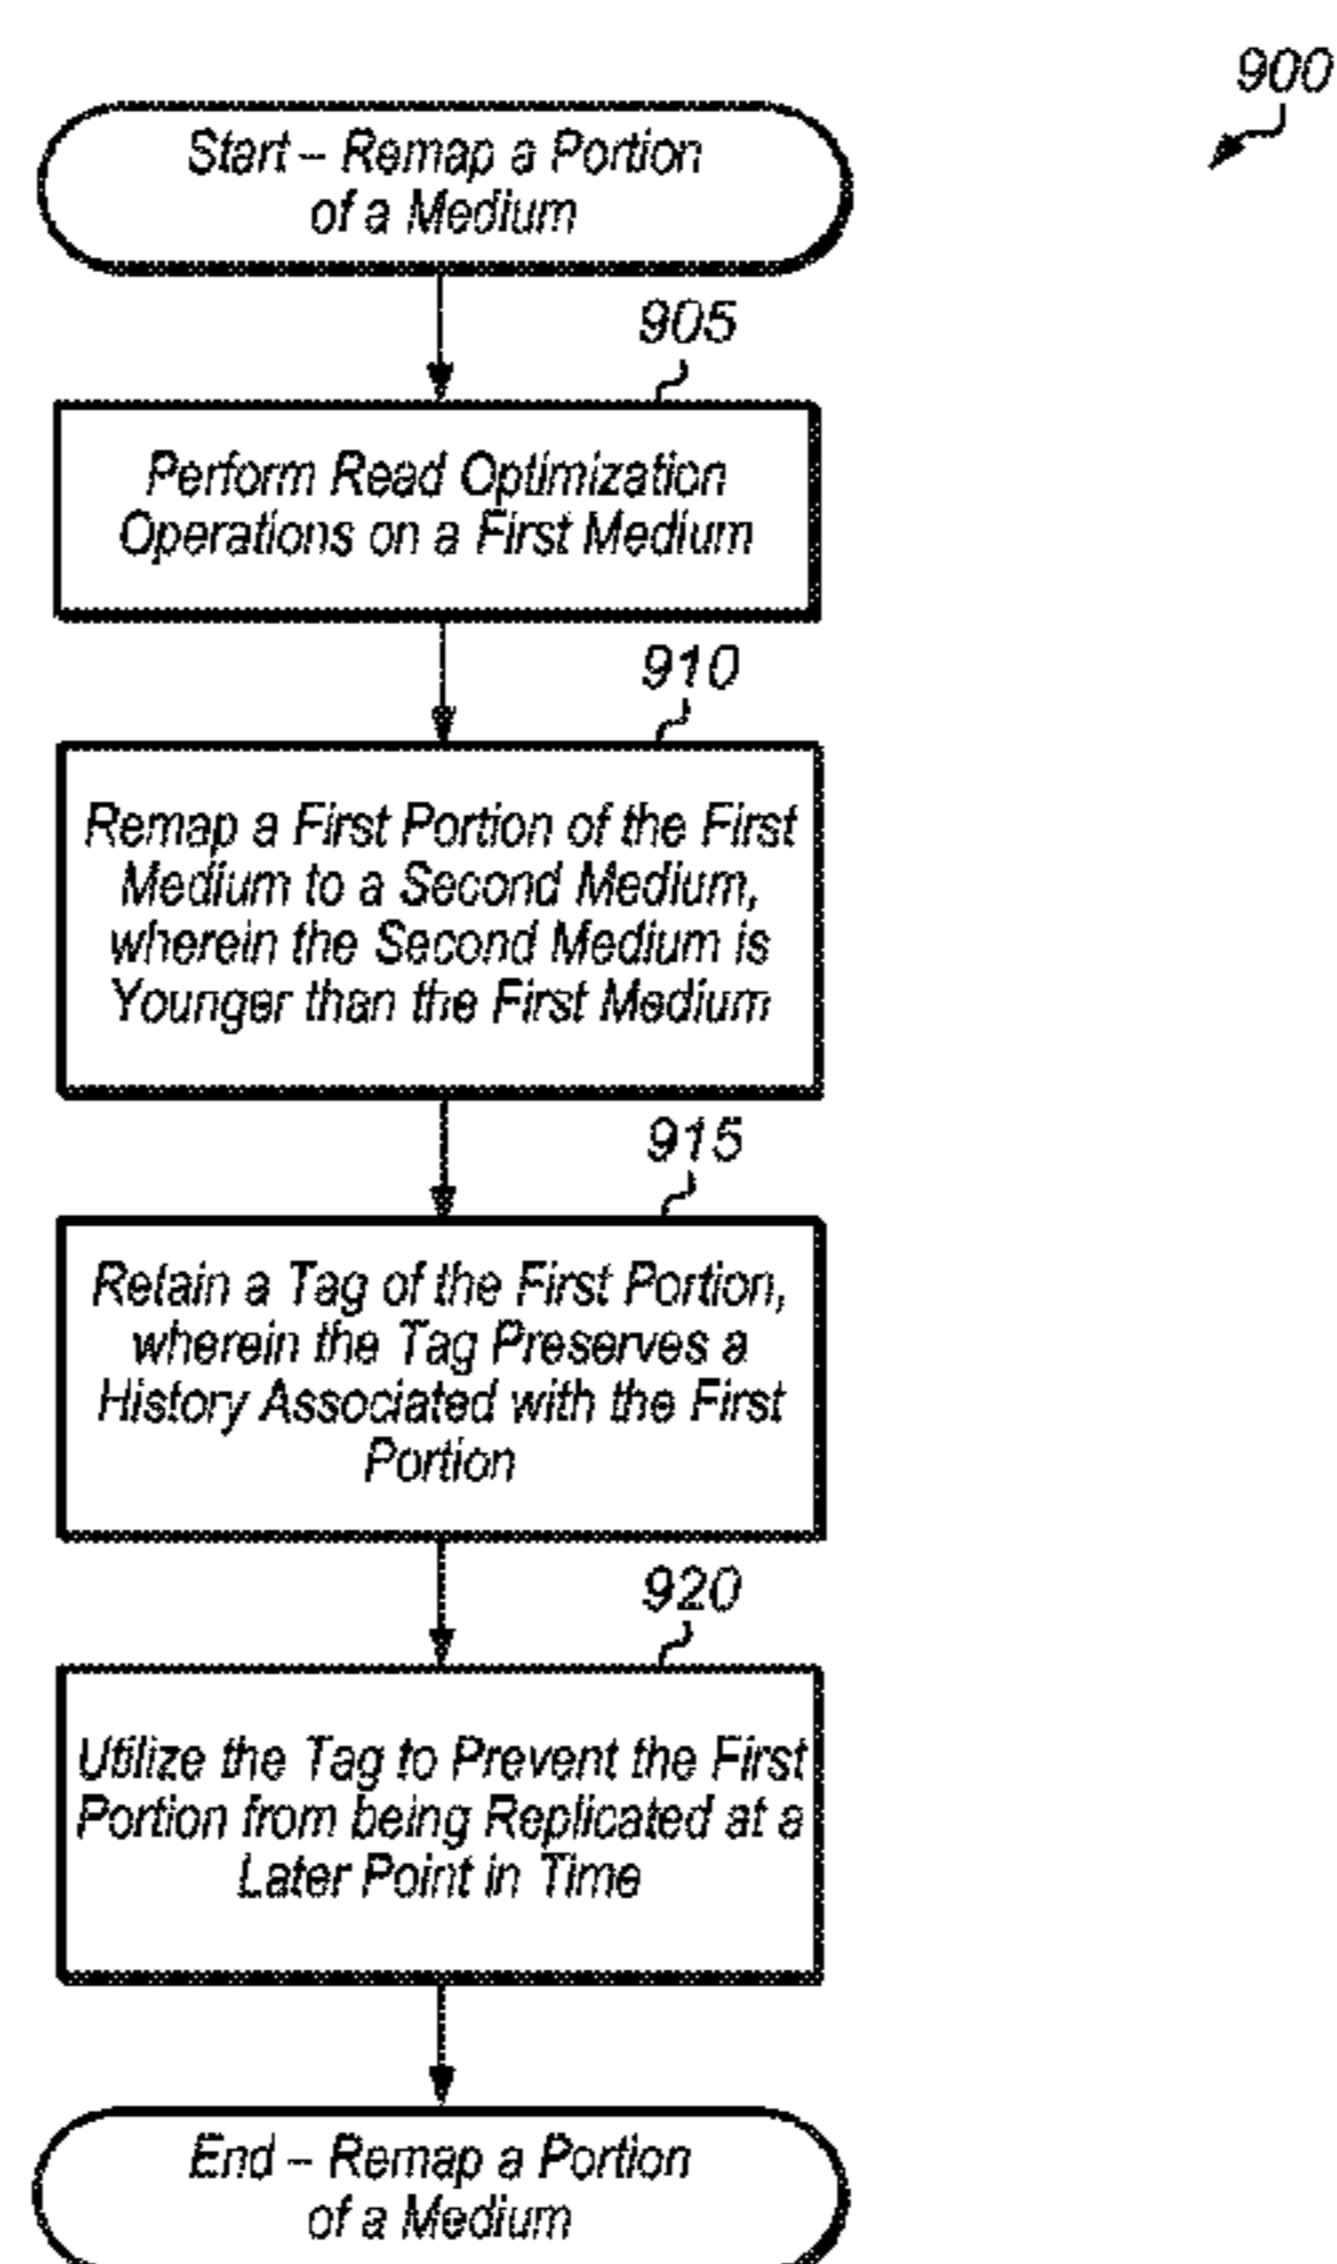 900
Start – Remap a Portion
of a Medium
905
Perform Read Optimization
Operations on a First Medium
910
Remap a First Portion of the First
Medium to a Second Medium,
wherein the Second Medium is
Younger than the First Medium
915
Retain a Tag of the First Portion,
wherein the Tag Preserves a
History Associated with the First
Portion
920
Utilize the Tag to Prevent the First
Portion from being Replicated at a
Later Point in Time
End – Remap a Portion
of a Medium